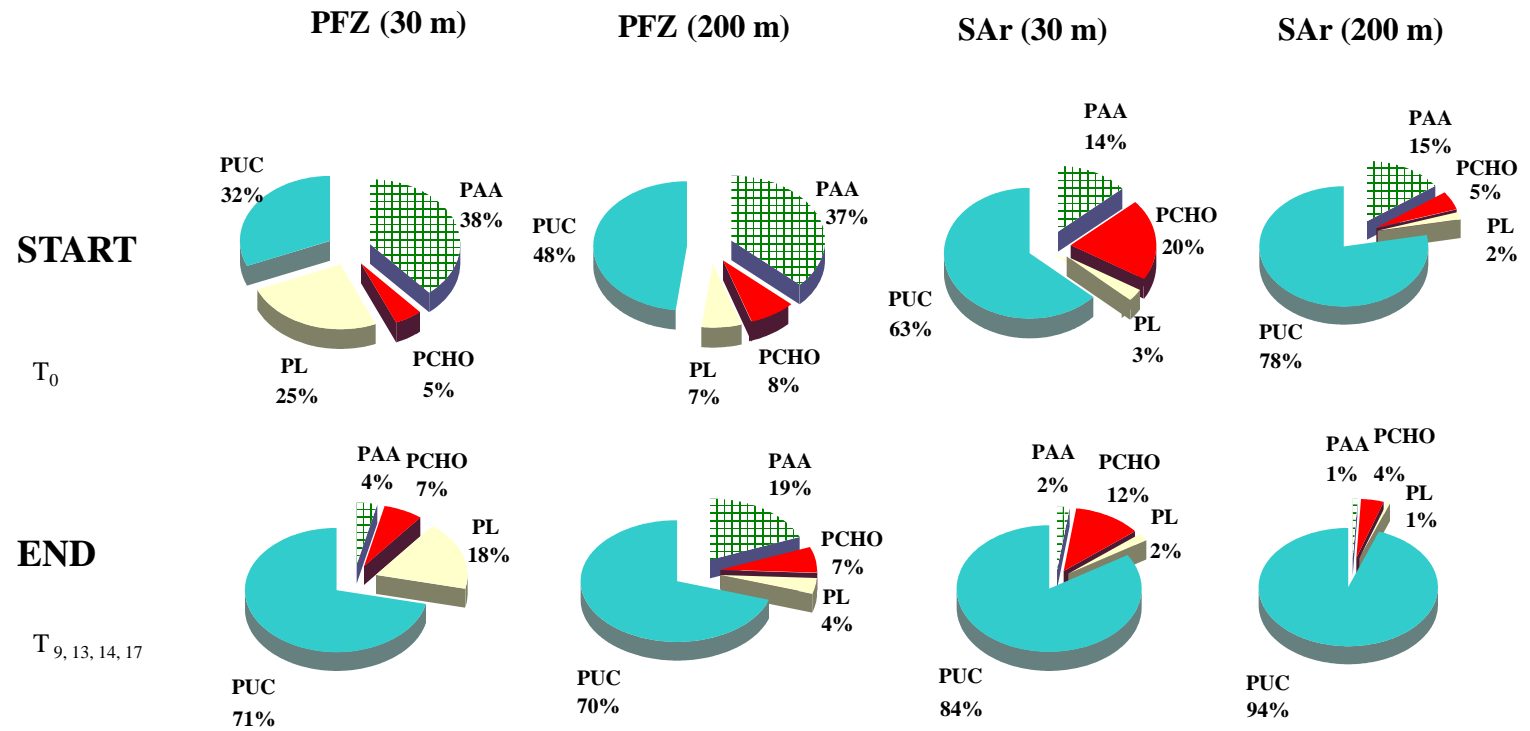 PFZ (30 m)
PFZ (200 m)
SAr (30 m)
SAr (200 m)
START
T0
PUC
32%
PAA
38%
PL
25%
PCHO
5%
PUC
48%
PAA
37%
PL
7%
PCHO
8%
PAA
14%
PCHO
20%
PUC
63%
PL
3%
PAA
15%
PCHO
5%
PL
2%
PUC
78%
END
T 9, 13, 14, 17
PAA
4%
PCHO
7%
PL
18%
PUC
71%
PAA
19%
PCHO
7%
PL
4%
PUC
70%
PAA
2%
PCHO
12%
PL
2%
PUC
84%
PAA
1%
PCHO
4%
PL
1%
PUC
94%